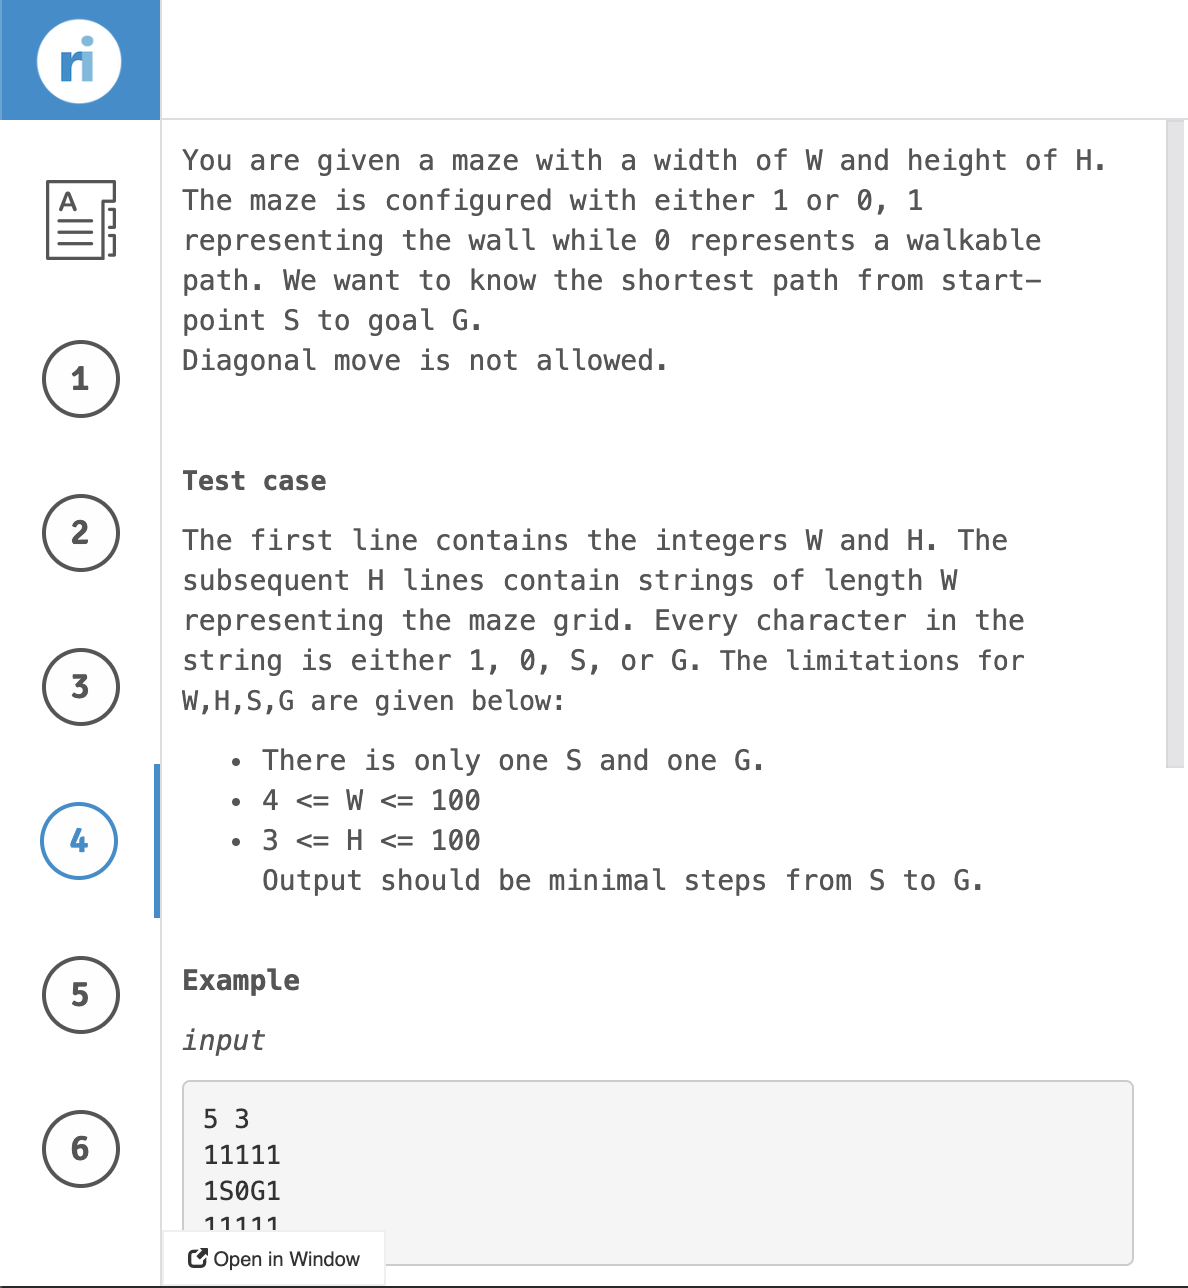 ri
A
1
2
3
4
5
6
You are given a maze with a width of W and height of H.
The maze is configured with either 1 or 0, 1
representing the wall while 0 represents a walkable
path. We want to know the shortest path from start-
point S to goal G.
Diagonal move is not allowed.
Test case
The first line contains the integers W and H. The
subsequent H lines contain strings of length W
representing the maze grid. Every character in the
string is either 1, 0, S, or G. The limitations for
W,H,S,G are given below:
• There is only one S and one G.
• 4 <= W <= 100
• 3 <= H <= 100
Output should be minimal steps from S to G.
Example
input
5 3
11111
1S0G1
11111
Open in Window